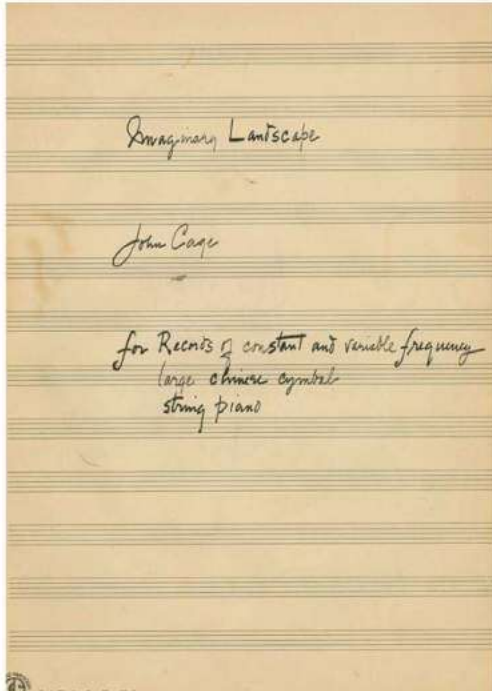 Imaginary Landscape
John Cage
for Records of constant and variable frequency
large chinese cymbal
string piano